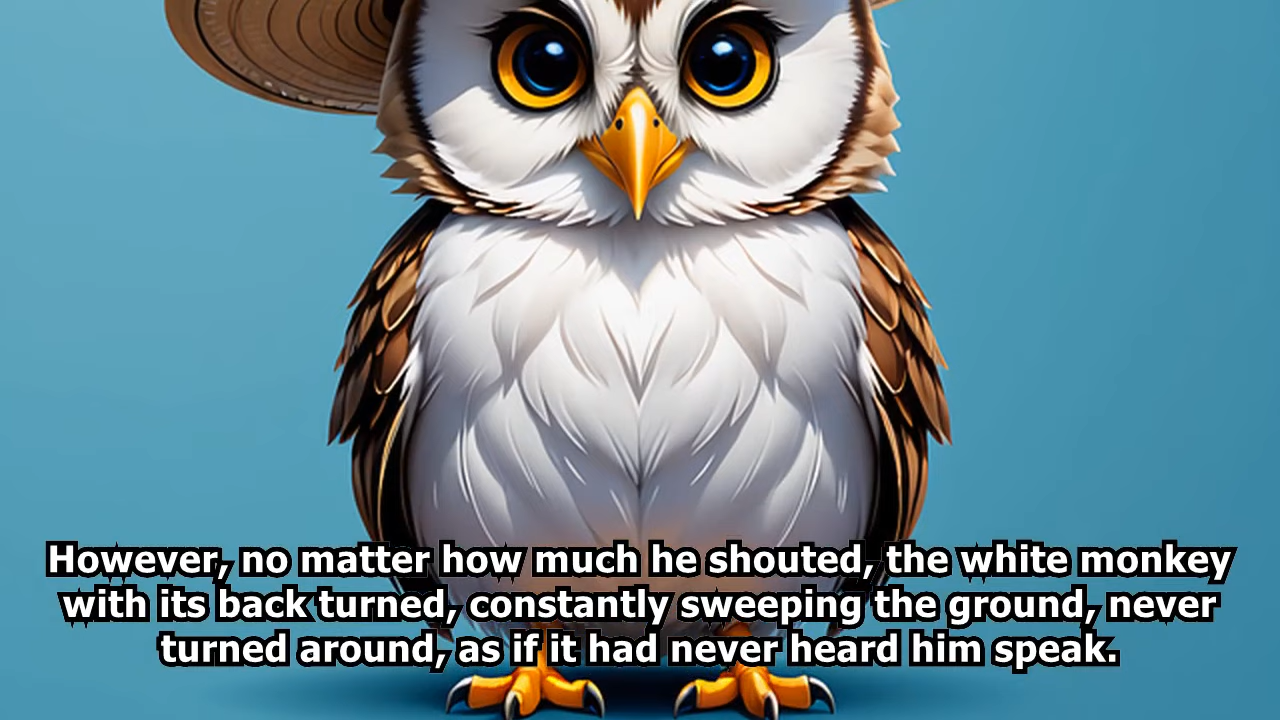 However, no matter how much he shouted, the white monkey
with its back turned, constantly sweeping the ground, never
turned around, as if it had never heard him speak.